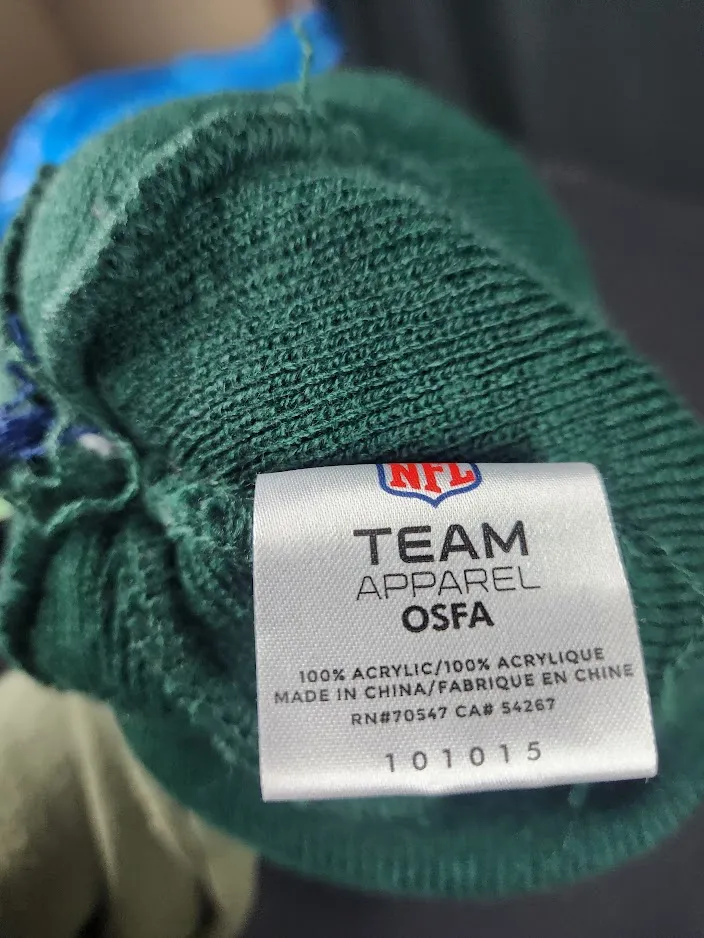 NFL
TEAM
APPAREL
OSFA
100% ACRYLIC/100% ACRYLIQUE
MADE IN CHINA/FABRIQUE EN CHINE
RN#70547 CA# 54267
101015